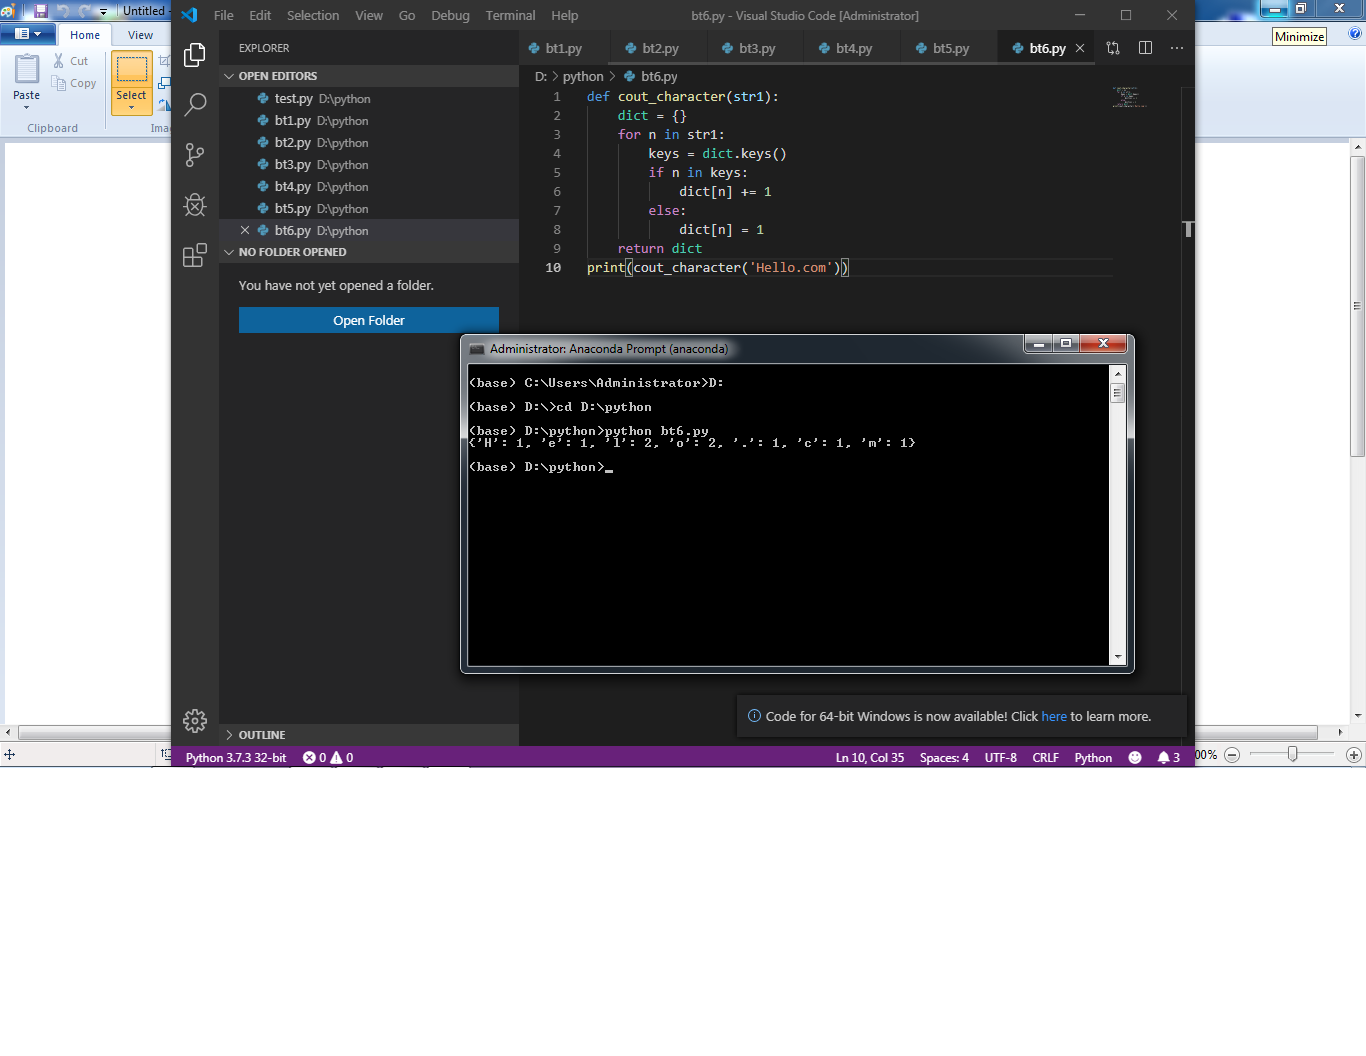 Untitled -
Home
View
Paste
Cut
Copy
Select
Clipboard
Minimize
File Edit Selection View Go Debug Terminal Help
bt6.py - Visual Studio Code [Administrator]
EXPLORER
OPEN EDITORS
test.py D:\python
bt1.py D:\python
bt2.py D:\python
bt3.py D:\python
bt4.py D:\python
bt5.py D:\python
bt6.py D:\python
NO FOLDER OPENED
You have not yet opened a folder.
Open Folder
OUTLINE
bt1.py bt2.py bt3.py bt4.py bt5.py bt6.py
D: > python > bt6.py
1 def cout_character(str1):
2 dict = {}
3 for n in str1:
4 keys = dict.keys()
5 if n in keys:
6 dict[n] += 1
7 else:
8 dict[n] = 1
9 return dict
10 print(cout_character('Hello.com'))
Administrator: Anaconda Prompt (anaconda)
(base) C:\Users\Administrator>D:
(base) D:\>cd D:\python
(base) D:\python>python bt6.py
{'H': 1, 'e': 1, 'l': 2, 'o': 2, '.': 1, 'c': 1, 'm': 1}
(base) D:\python>_
Code for 64-bit Windows is now available! Click here to learn more.
Python 3.7.3 32-bit 0 0 Ln 10, Col 35 Spaces: 4 UTF-8 CRLF Python 3
00%